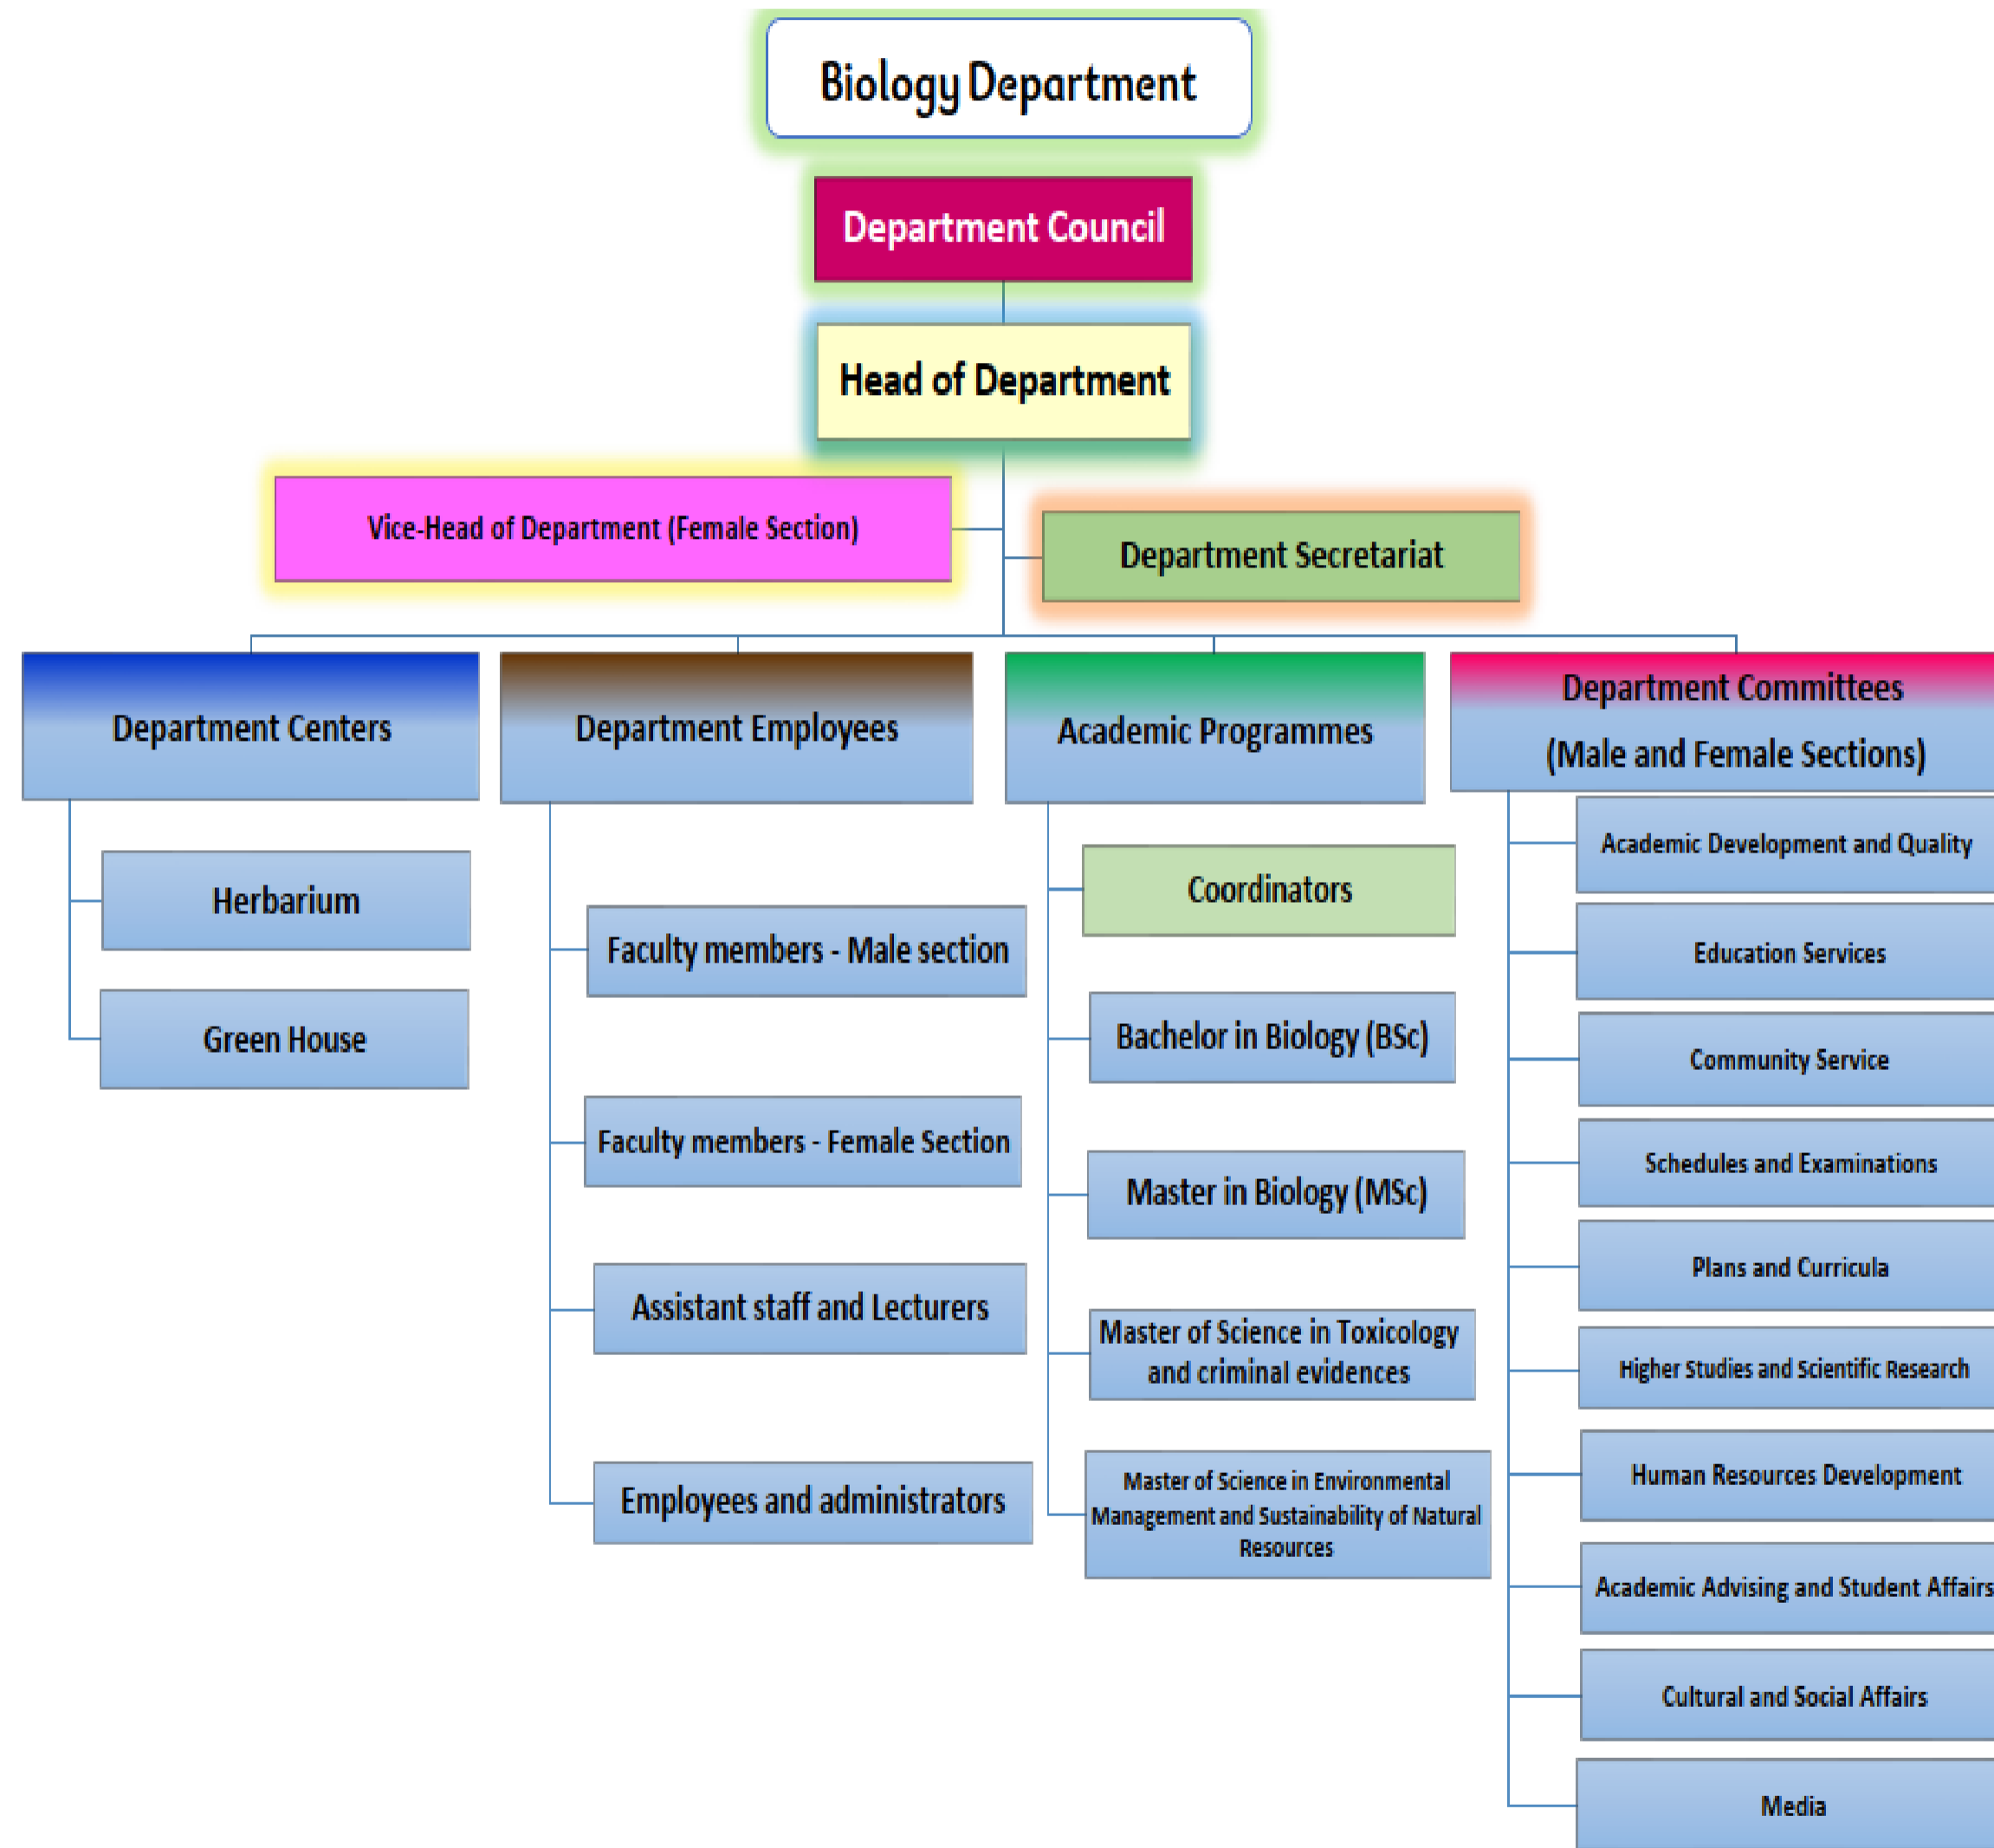 Biology Department
Department Council
Head of Department
Vice-Head of Department (Female Section)
Department Secretariat
Department Centers
Herbarium
Green House
Department Employees
Faculty members - Male section
Faculty members - Female Section
Assistant staff and Lecturers
Employees and administrators
Academic Programmes
Coordinators
Bachelor in Biology (BSc)
Master in Biology (MSc)
Master of Science in Toxicology
and criminal evidences
Master of Science in Environmental
Management and Sustainability of Natural
Resources
Department Committees
(Male and Female Sections)
Academic Development and Quality
Education Services
Community Service
Schedules and Examinations
Plans and Curricula
Higher Studies and Scientific Research
Human Resources Development
Academic Advising and Student Affairs
Cultural and Social Affairs
Media